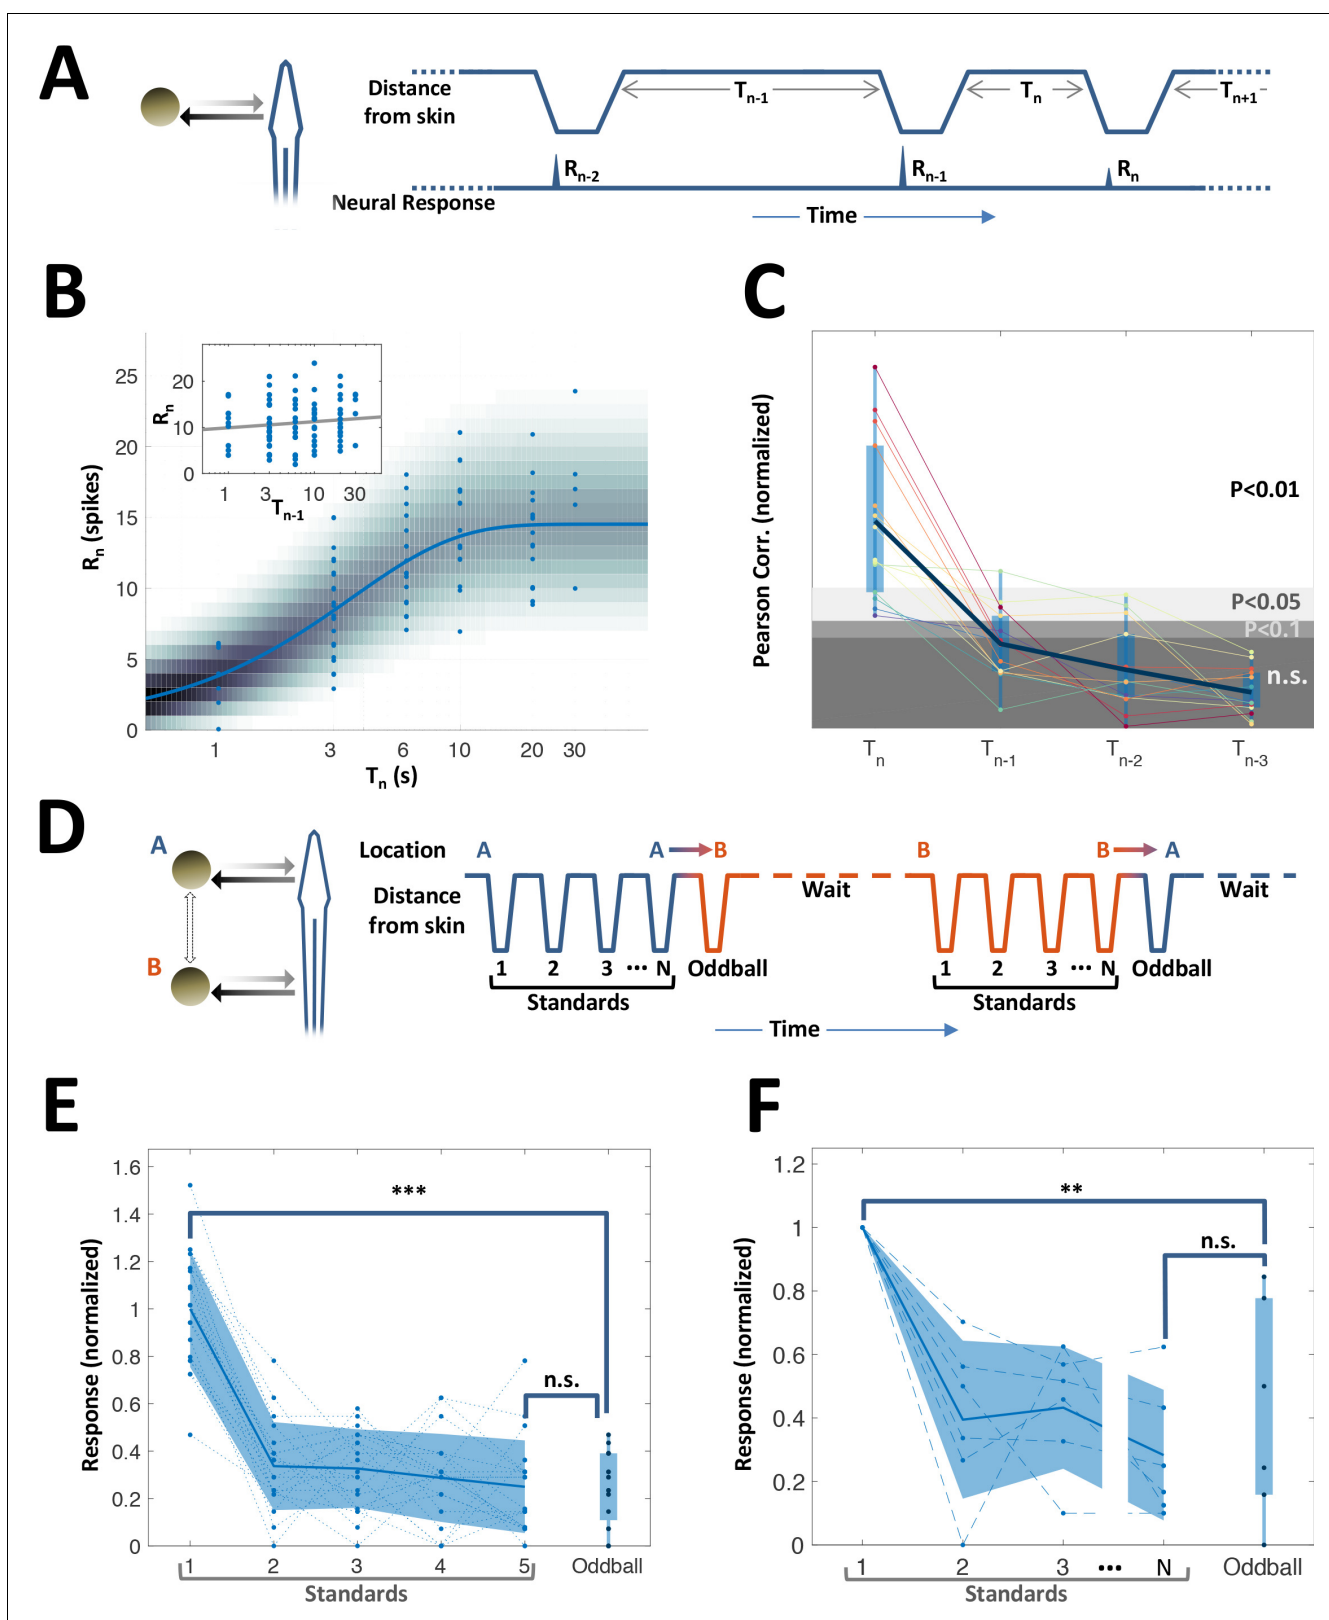 A
Distance
from skin
Tn-1
Tn
Tn+1
Rn-2
Rn-1
Rn
Neural Response
Time
B
Rn (spikes)
25
20
15
10
5
0
1
3
6
10
20
30
Tn (s)
Rn
20
10
0
1
3
10
30
Tn-1
C
Pearson Corr. (normalized)
P<0.01
P<0.05
P<0.1
n.s.
Tn
Tn-1
Tn-2
Tn-3
D
A
B
Location
A
A
B
B
B
A
Distance
from skin
Wait
Wait
1 2 3 ••• N Oddball
1 2 3 ••• N Oddball
Standards
Standards
Time
E
Response (normalized)
1.6
1.4
1.2
1
0.8
0.6
0.4
0.2
0
***
n.s.
1 2 3 4 5 Oddball
Standards
F
Response (normalized)
1.2
1
0.8
0.6
0.4
0.2
0
**
n.s.
1 2 3 ••• N Oddball
Standards